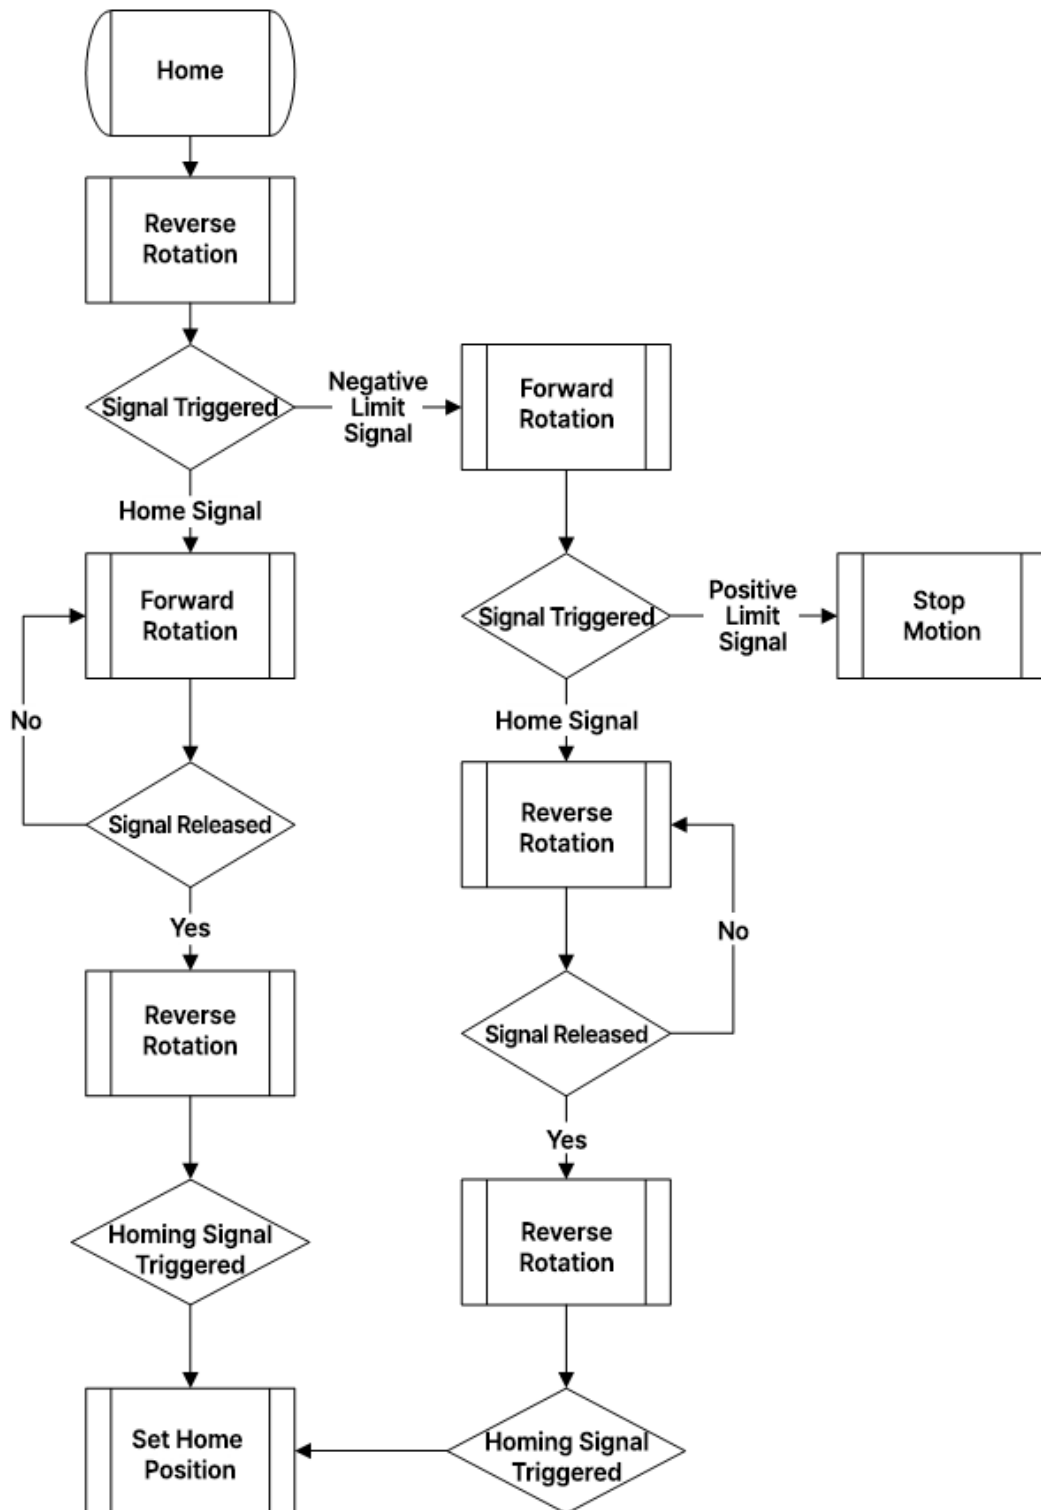 Home
Reverse
Rotation
Signal Triggered
Negative
Limit
Signal
Forward
Rotation
Home Signal
Forward
Rotation
Signal Triggered
Positive
Limit
Signal
Stop
Motion
No
Home Signal
Signal Released
Reverse
Rotation
Yes
No
Reverse
Rotation
Signal Released
Yes
Homing Signal
Triggered
Reverse
Rotation
Set Home
Position
Homing Signal
Triggered